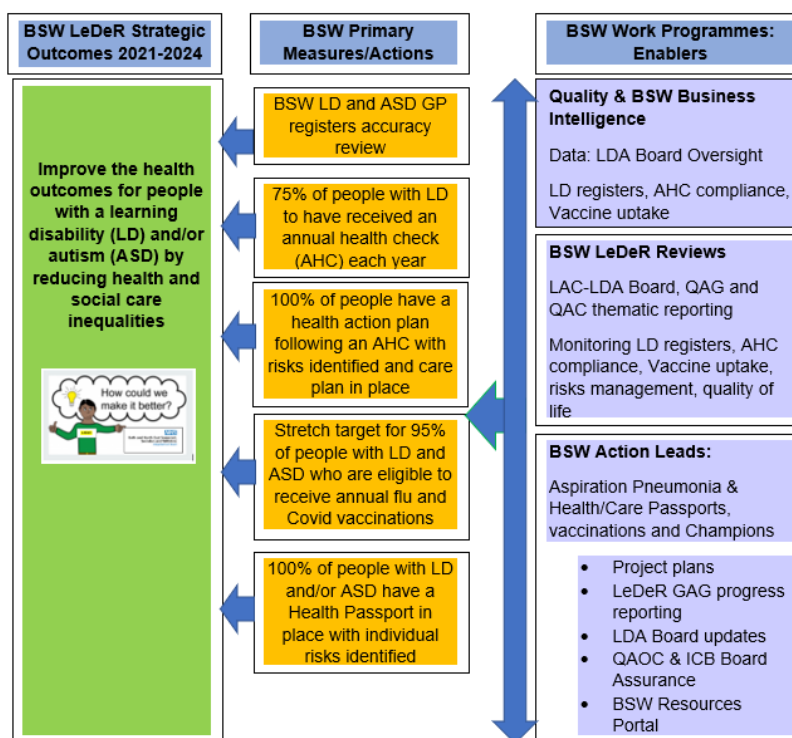 BSW LeDeR Strategic
Outcomes 2021-2024
Improve the health
outcomes for people
with a learning
disability (LD) and/or
autism (ASD) by
reducing health and
social care
inequalities
How could we
make it better?
NHS
BSW Primary
Measures/Actions
BSW LD and ASD GP
registers accuracy
review
75% of people with LD
to have received an
annual health check
(AHC) each year
100% of people have a
health action plan
following an AHC with
risks identified and care
plan in place
Stretch target for 95%
of people with LD and
ASD who are eligible to
receive annual flu and
Covid vaccinations
100% of people with LD
and/or ASD have a
Health Passport in
place with individual
risks identified
BSW Work Programmes:
Enablers
Quality & BSW Business
Intelligence
Data: LDA Board Oversight
LD registers, AHC compliance,
Vaccine uptake
BSW LeDeR Reviews
LAC-LDA Board, QAG and
QAC thematic reporting
Monitoring LD registers, AHC
compliance, Vaccine uptake,
risks management, quality of
life
BSW Action Leads:
Aspiration Pneumonia &
Health/Care Passports,
vaccinations and Champions
• Project plans
• LeDeR GAG progress
reporting
• LDA Board updates
• QAOC & ICB Board
Assurance
• BSW Resources
Portal